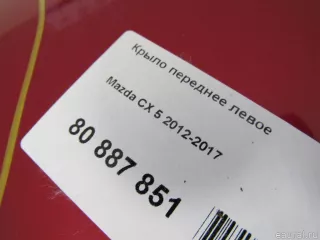 Крыло переднее левое
Mazda CX 5 2012-2017
80 887 851